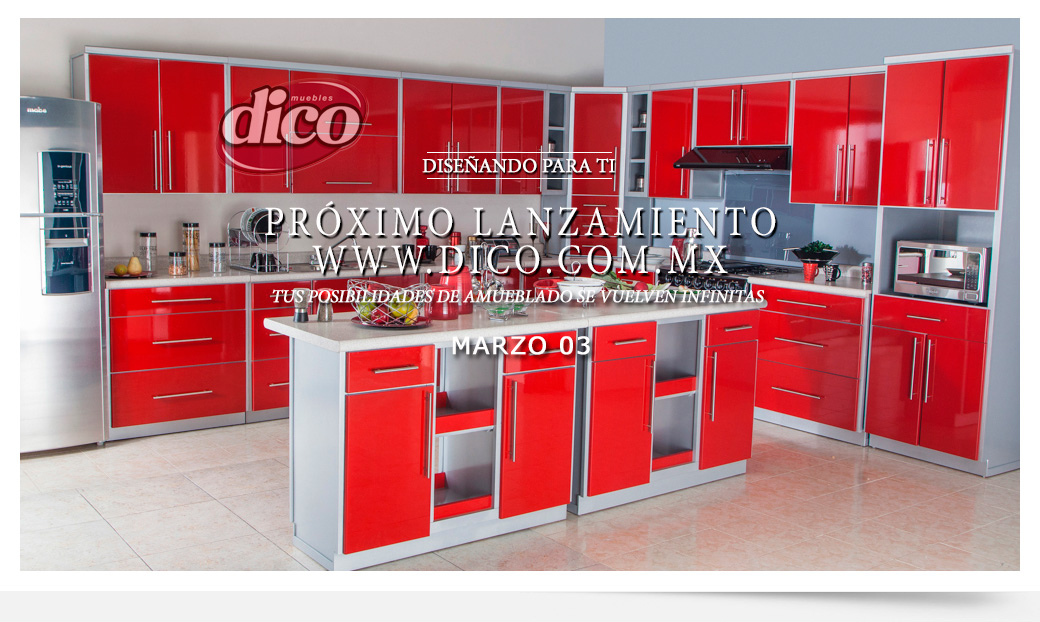 muebles
dico
DISEÑANDO PARA TI
PRÓXIMO LANZAMIENTO
WWW.DICO.COM.MX
TUS POSIBILIDADES DE AMUEBLADO SE VUELVEN INFINITAS
MARZO 03